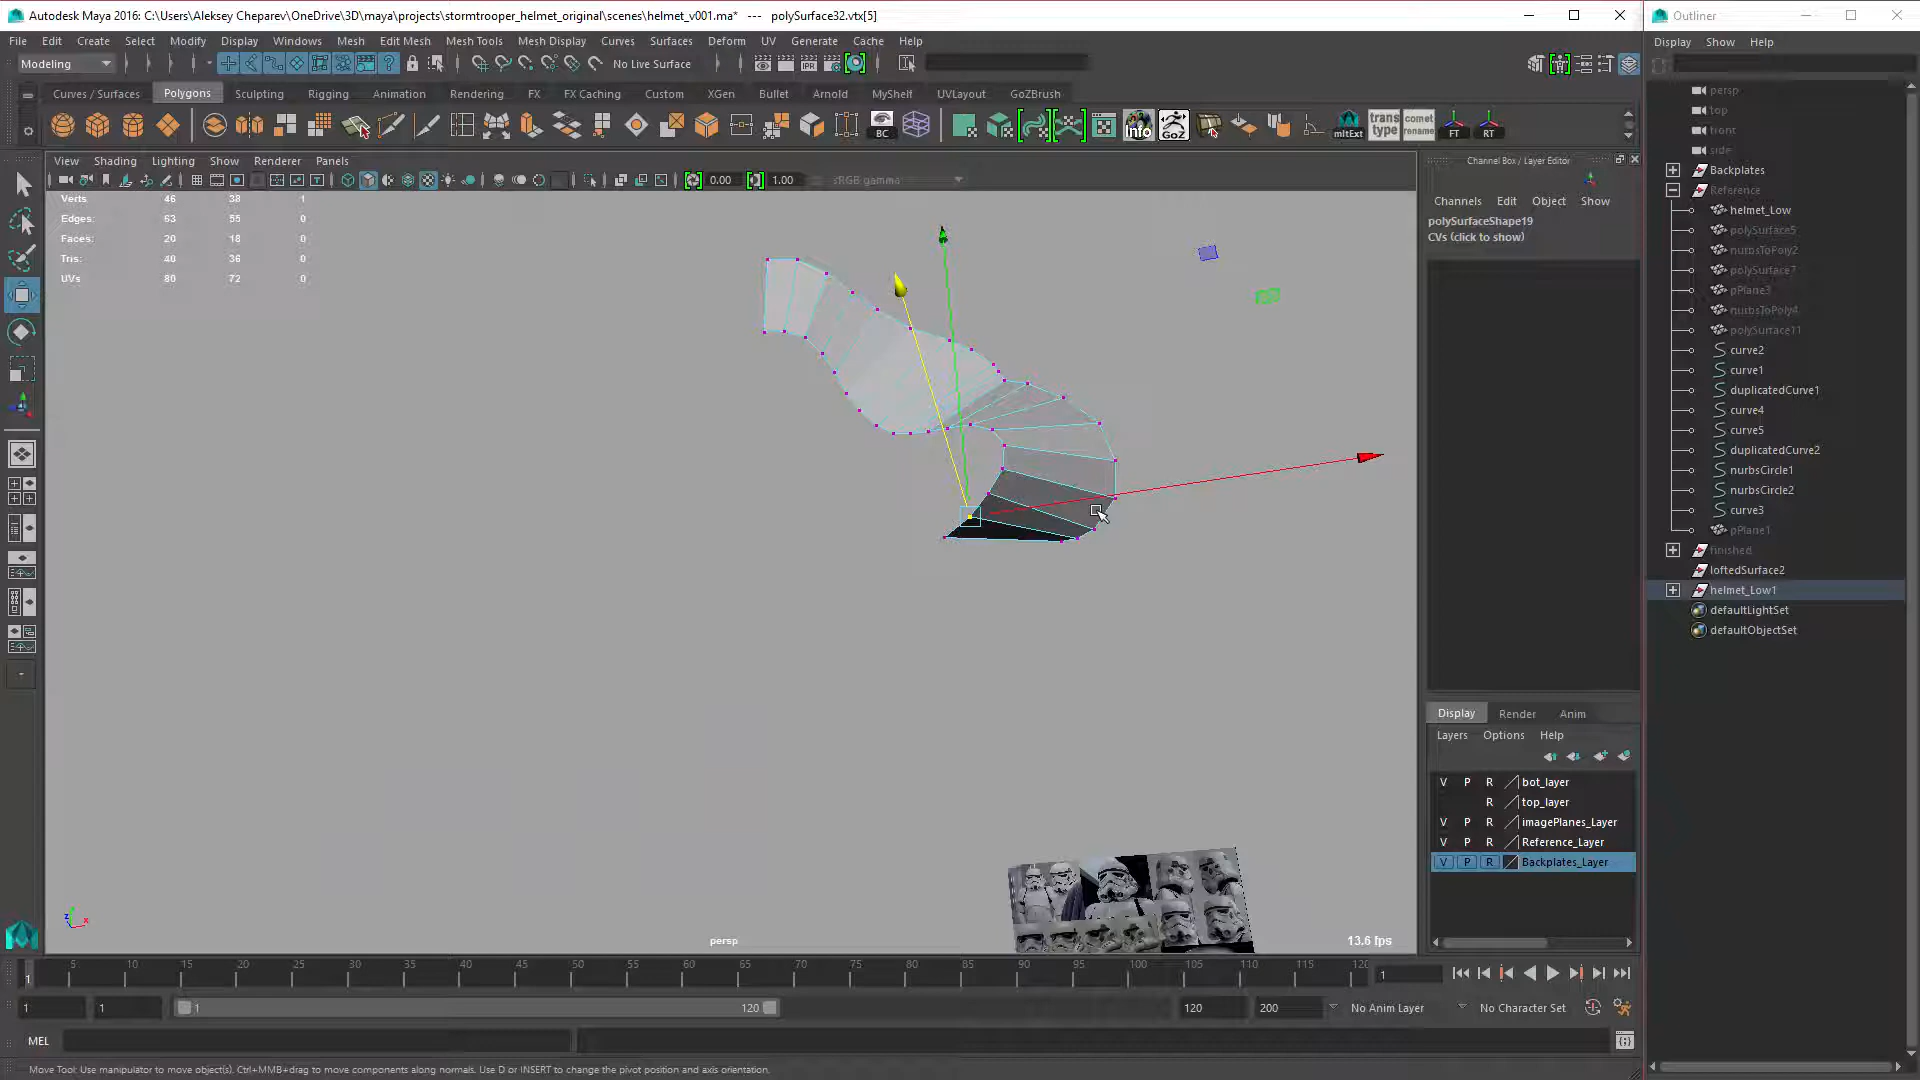 Autodesk Maya 2016: C:\Users\Aleksey Cheparev\OneDrive\3D\maya\projects\stormtrooper_helmet_original\scenes\helmet_v001.ma* --- polySurface32.vtx[5]
Outliner
File Edit Create Select Modify Display Windows Mesh Edit Mesh Mesh Tools Mesh Display Curves Surfaces Deform UV Generate Cache Help
Display Show Help
Modeling
No Live Surface
Curves / Surfaces Polygons Sculpting Rigging Animation Rendering FX FX Caching Custom XGen Bullet Arnold MyShelf UVLayout GoZBrush
BC
Info
GoZ
mltExt
trans type
comet rename
FT
RT
View Shading Lighting Show Renderer Panels
0.00
1.00
sRGB gamma
Verts 46 38 1
Edges: 63 55 0
Faces: 20 18 0
Tris: 40 36 0
UVs 80 72 0
persp
13.6 fps
Channel Box / Layer Editor
Channels Edit Object Show
polySurfaceShape19
CVs (click to show)
Display Render Anim
Layers Options Help
V P R bot_layer
R top_layer
V P R imagePlanes_Layer
V P R Reference_Layer
V P R Backplates_Layer
persp
top
front
side
Backplates
Reference
helmet_Low
polySurface5
nurbsToPoly2
polySurface7
pPlane3
nurbsToPoly4
polySurface11
curve2
curve1
duplicatedCurve1
curve4
curve5
duplicatedCurve2
nurbsCircle1
nurbsCircle2
curve3
pPlane1
finished
loftedSurface2
helmet_Low1
defaultLightSet
defaultObjectSet
1 5 10 15 20 25 30 35 40 45 50 55 60 65 70 75 80 85 90 95 100 105 110 115 120
1
1 1 1 120 120 200 No Anim Layer No Character Set
MEL
Move Tool: Use manipulator to move object(s). Ctrl+MMB+drag to move components along normals. Use D or INSERT to change the pivot position and axis orientation.